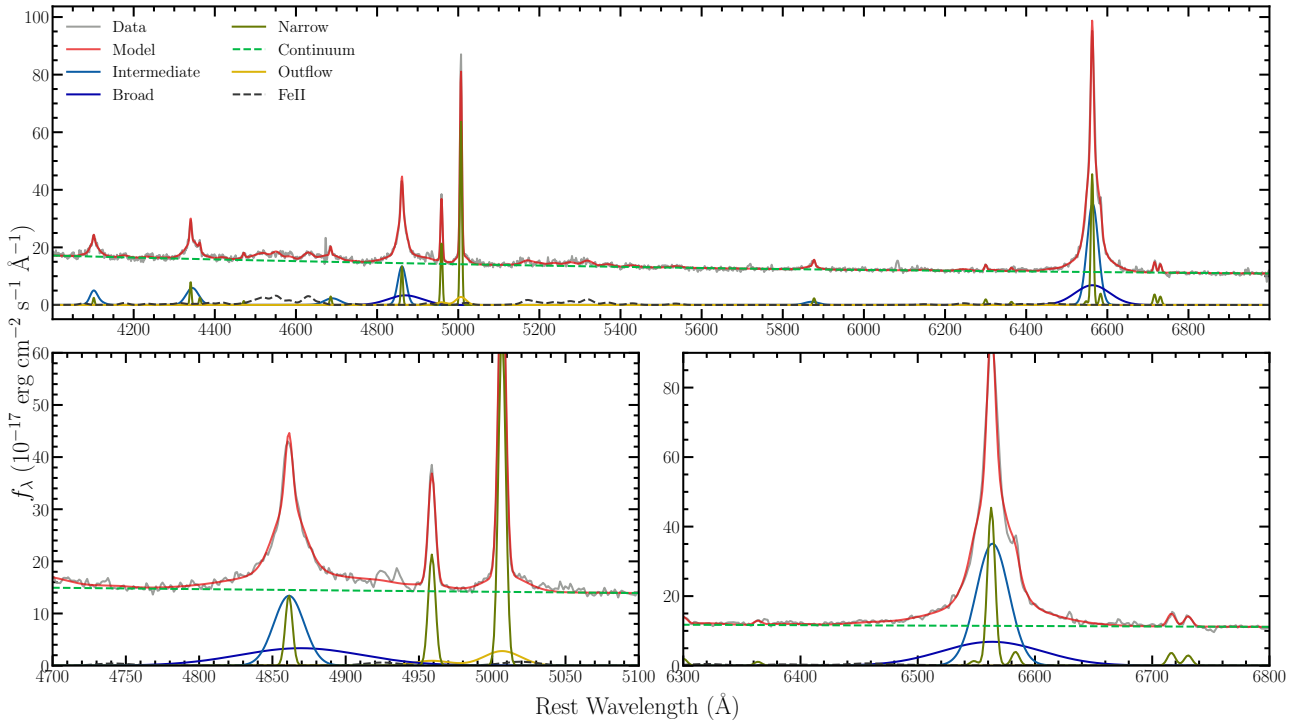 Data
Model
Intermediate
Broad
Narrow
Continuum
Outflow
FeII
100
80
60
40
20
0
4200 4400 4600 4800 5000 5200 5400 5600 5800 6000 6200 6400 6600 6800
f_λ (10⁻¹⁷ erg cm⁻² s⁻¹ Å⁻¹)
60
50
40
30
20
10
0
4700 4750 4800 4850 4900 4950 5000 5050 5100
80
60
40
20
0
6300 6400 6500 6600 6700 6800
Rest Wavelength (Å)